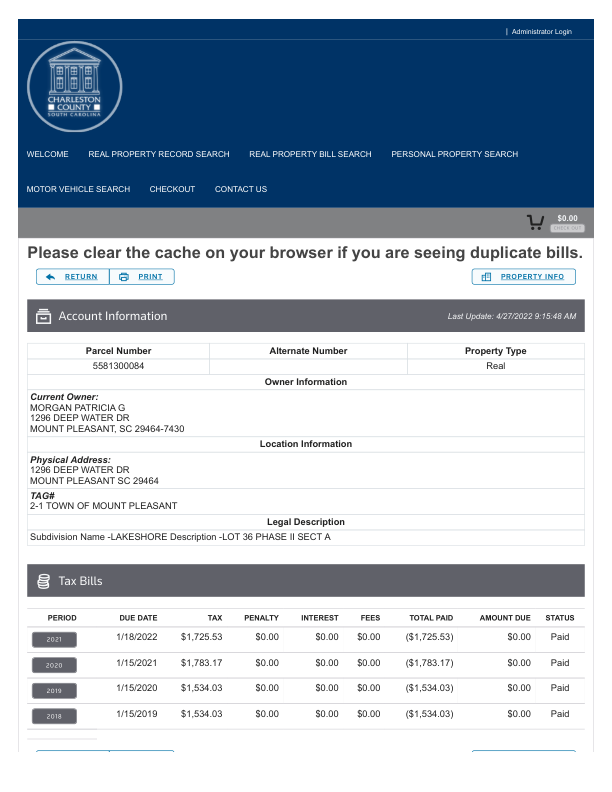 | Administrator Login
CHARLESTON
COUNTY
SOUTH CAROLINA
WELCOME REAL PROPERTY RECORD SEARCH REAL PROPERTY BILL SEARCH PERSONAL PROPERTY SEARCH
MOTOR VEHICLE SEARCH CHECKOUT CONTACT US
$0.00
CHECK OUT
Please clear the cache on your browser if you are seeing duplicate bills.
RETURN PRINT PROPERTY INFO
Account Information Last Update: 4/27/2022 9:15:48 AM
Parcel Number Alternate Number Property Type
5581300084 Real
Owner Information
Current Owner:
MORGAN PATRICIA G
1296 DEEP WATER DR
MOUNT PLEASANT, SC 29464-7430
Location Information
Physical Address:
1296 DEEP WATER DR
MOUNT PLEASANT SC 29464
TAG#
2-1 TOWN OF MOUNT PLEASANT
Legal Description
Subdivision Name -LAKESHORE Description -LOT 36 PHASE II SECT A
Tax Bills
PERIOD DUE DATE TAX PENALTY INTEREST FEES TOTAL PAID AMOUNT DUE STATUS
2021 1/18/2022 $1,725.53 $0.00 $0.00 $0.00 ($1,725.53) $0.00 Paid
2020 1/15/2021 $1,783.17 $0.00 $0.00 $0.00 ($1,783.17) $0.00 Paid
2019 1/15/2020 $1,534.03 $0.00 $0.00 $0.00 ($1,534.03) $0.00 Paid
2018 1/15/2019 $1,534.03 $0.00 $0.00 $0.00 ($1,534.03) $0.00 Paid